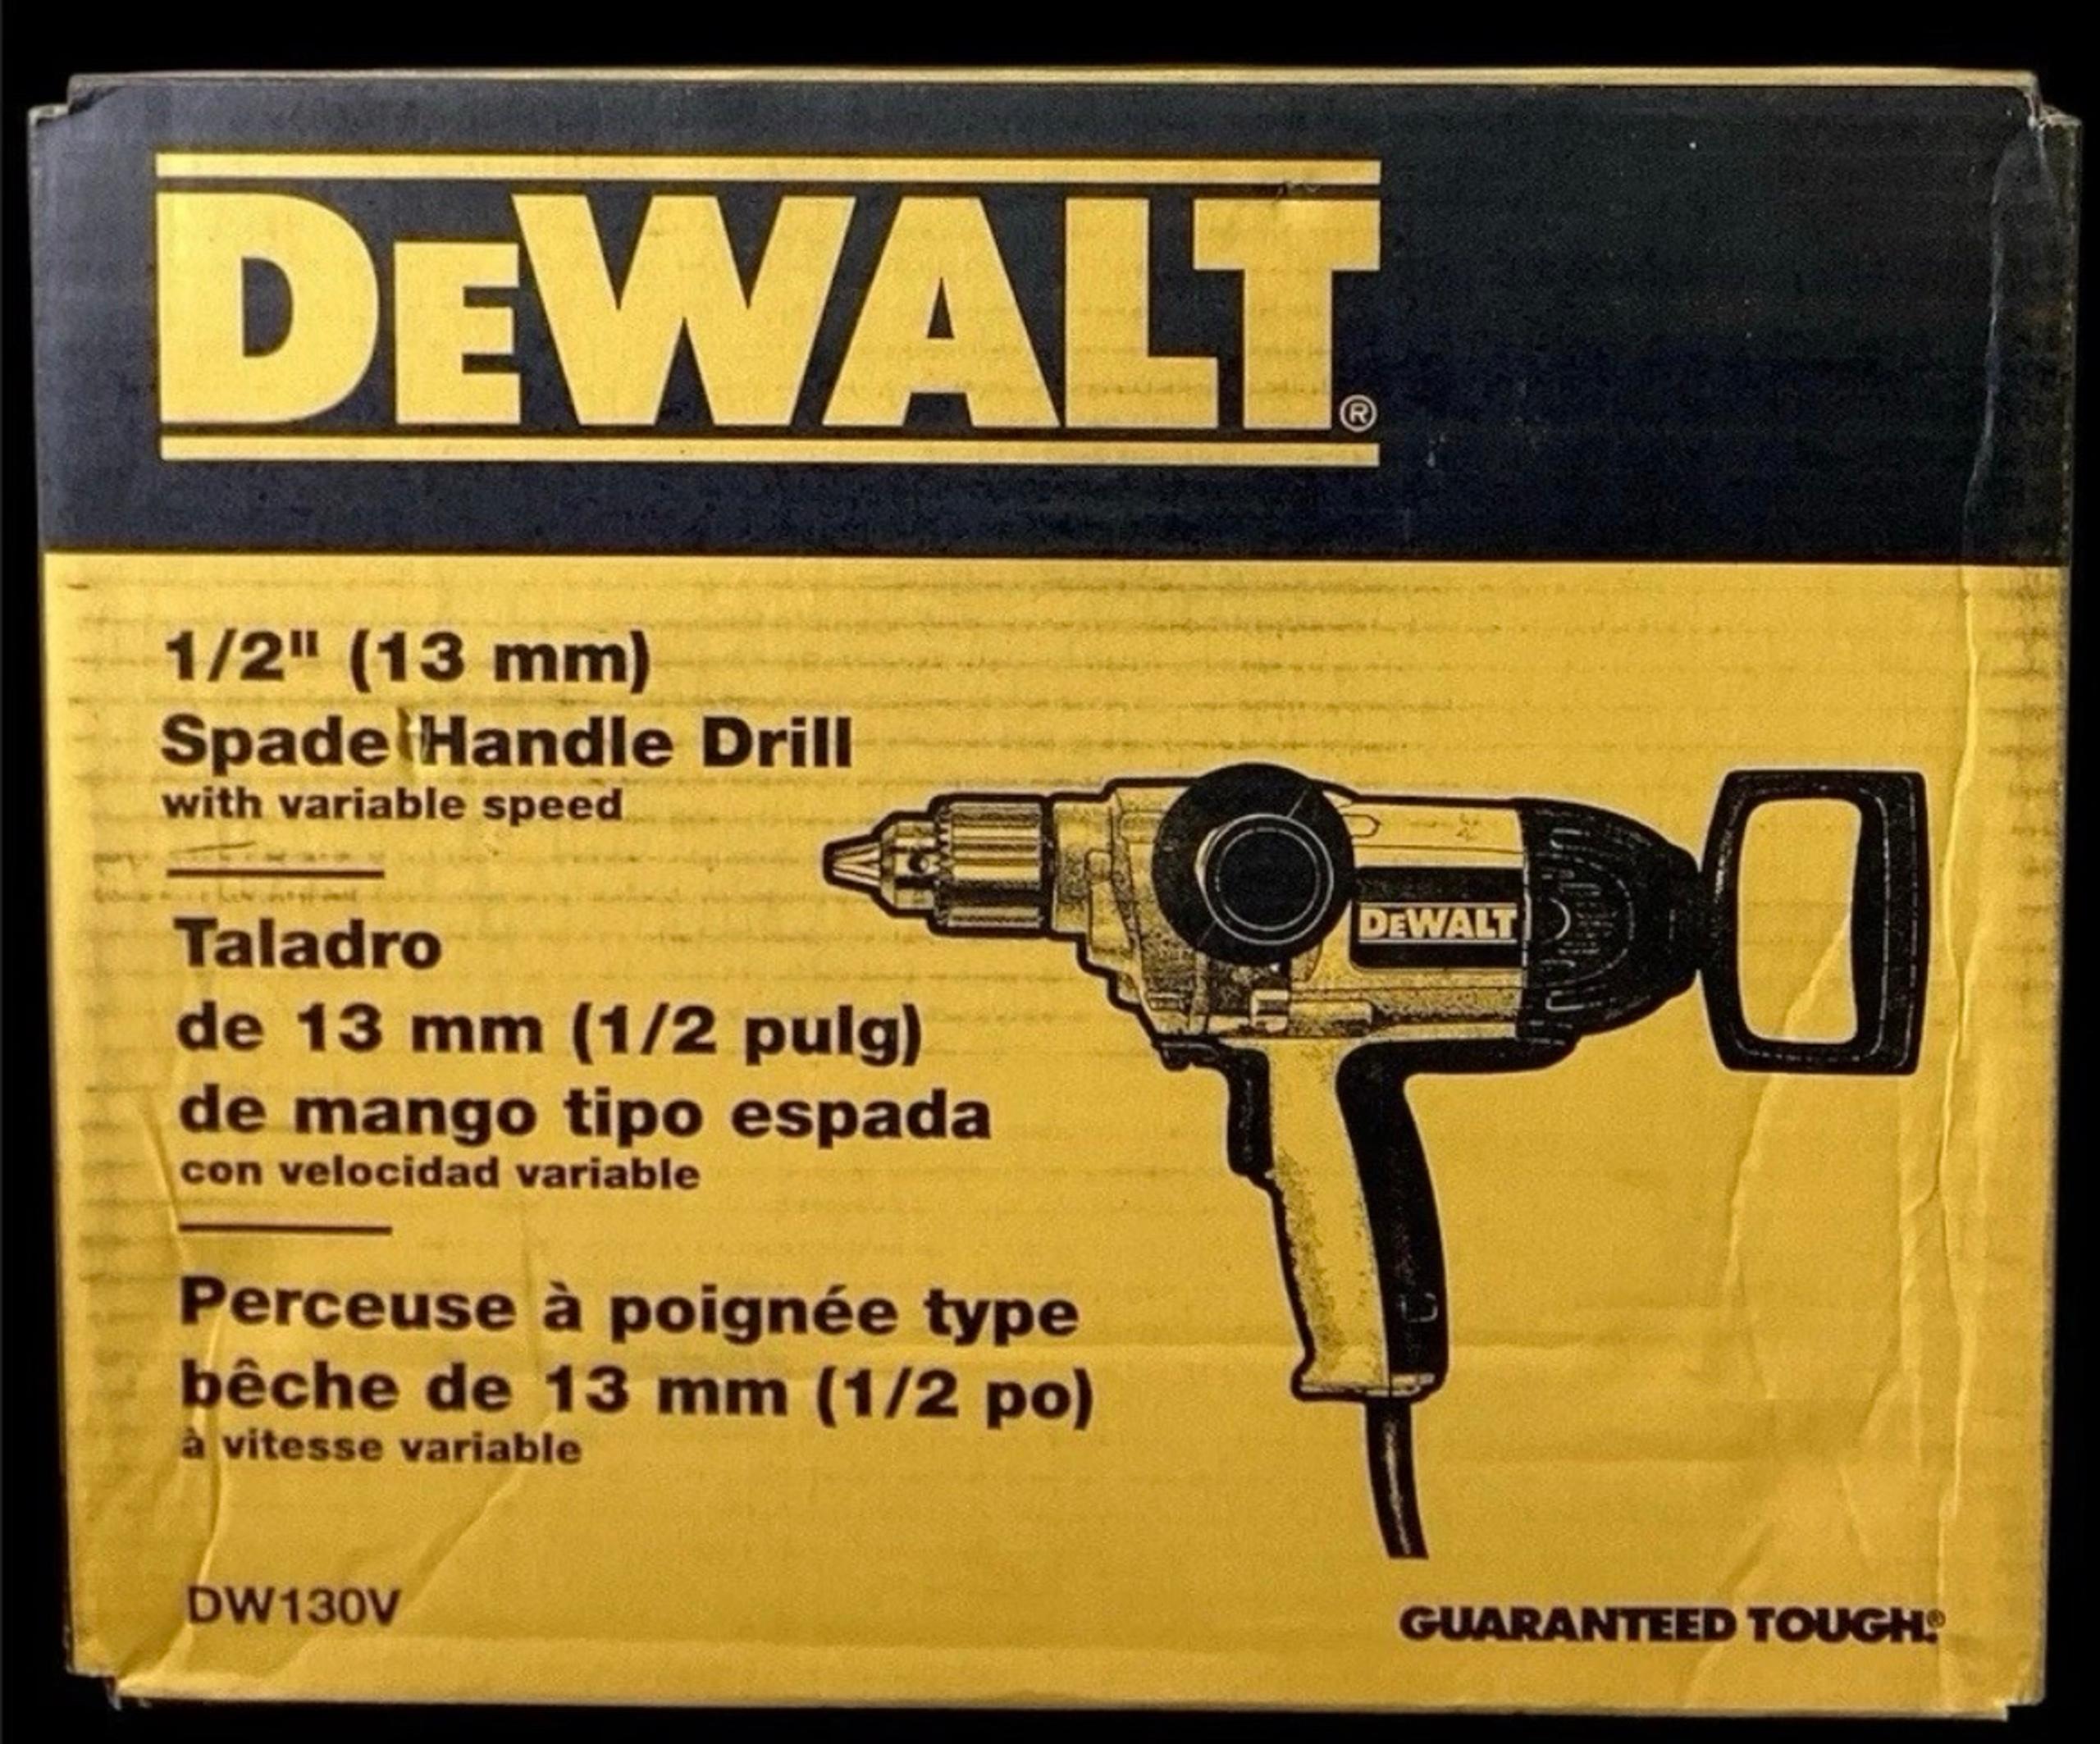 DEWALT®
1/2" (13 mm)
Spade Handle Drill
with variable speed
Taladro
de 13 mm (1/2 pulg)
de mango tipo espada
con velocidad variable
Perceuse à poignée type
bêche de 13 mm (1/2 po)
à vitesse variable
DEWALT
DW130V
GUARANTEED TOUGH.®